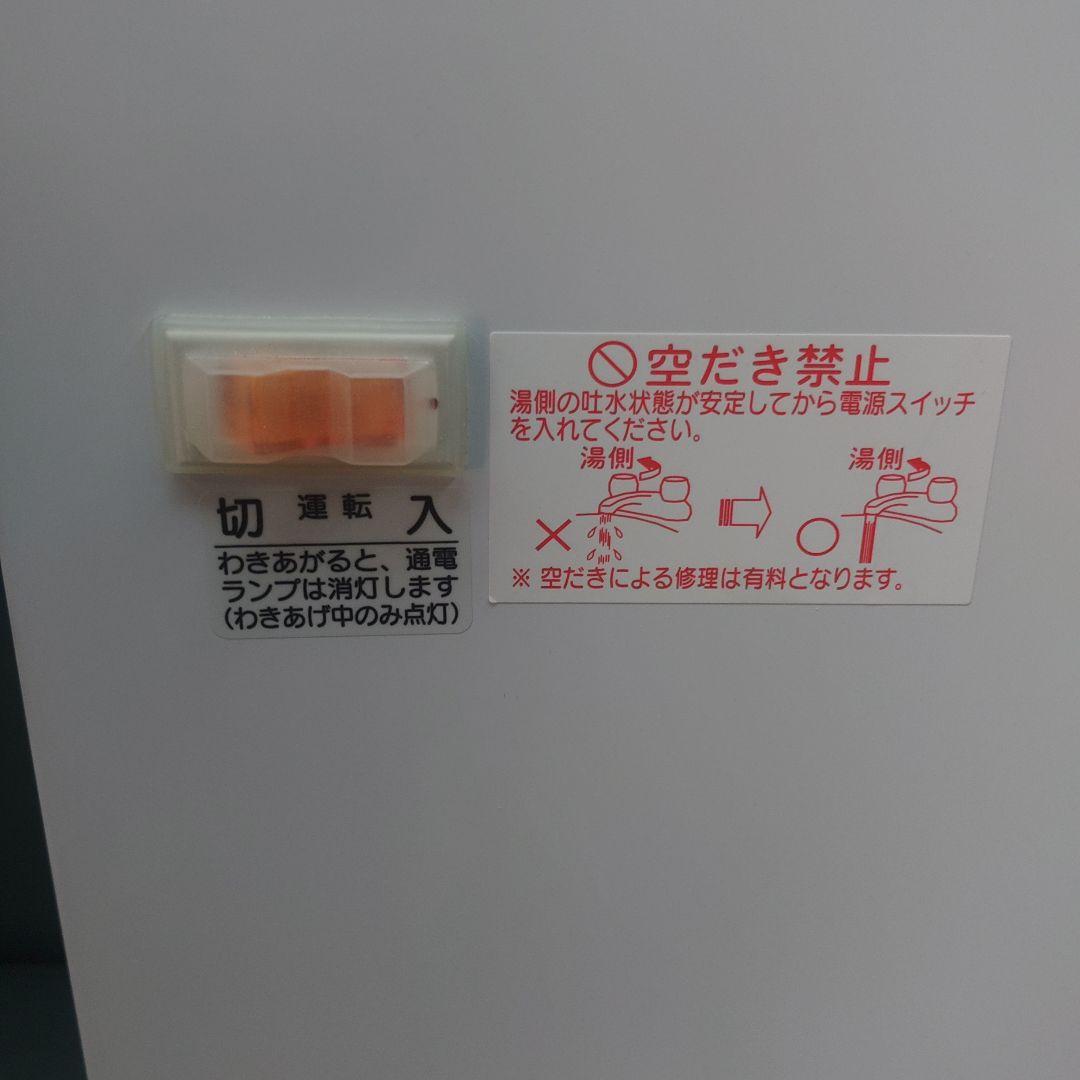 切 運転 入
わきあがると、通電
ランプは消灯します
(わきあげ中のみ点灯)
空だき禁止
湯側の吐水状態が安定してから電源スイッチ
を入れてください。
湯側 湯側
※ 空だきによる修理は有料となります。